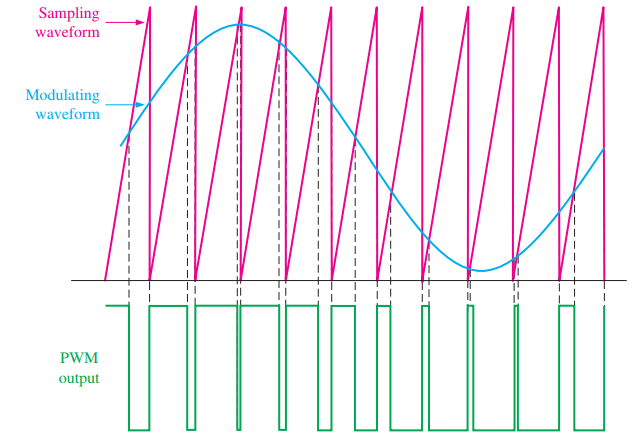 Sampling
waveform
Modulating
waveform
PWM
output